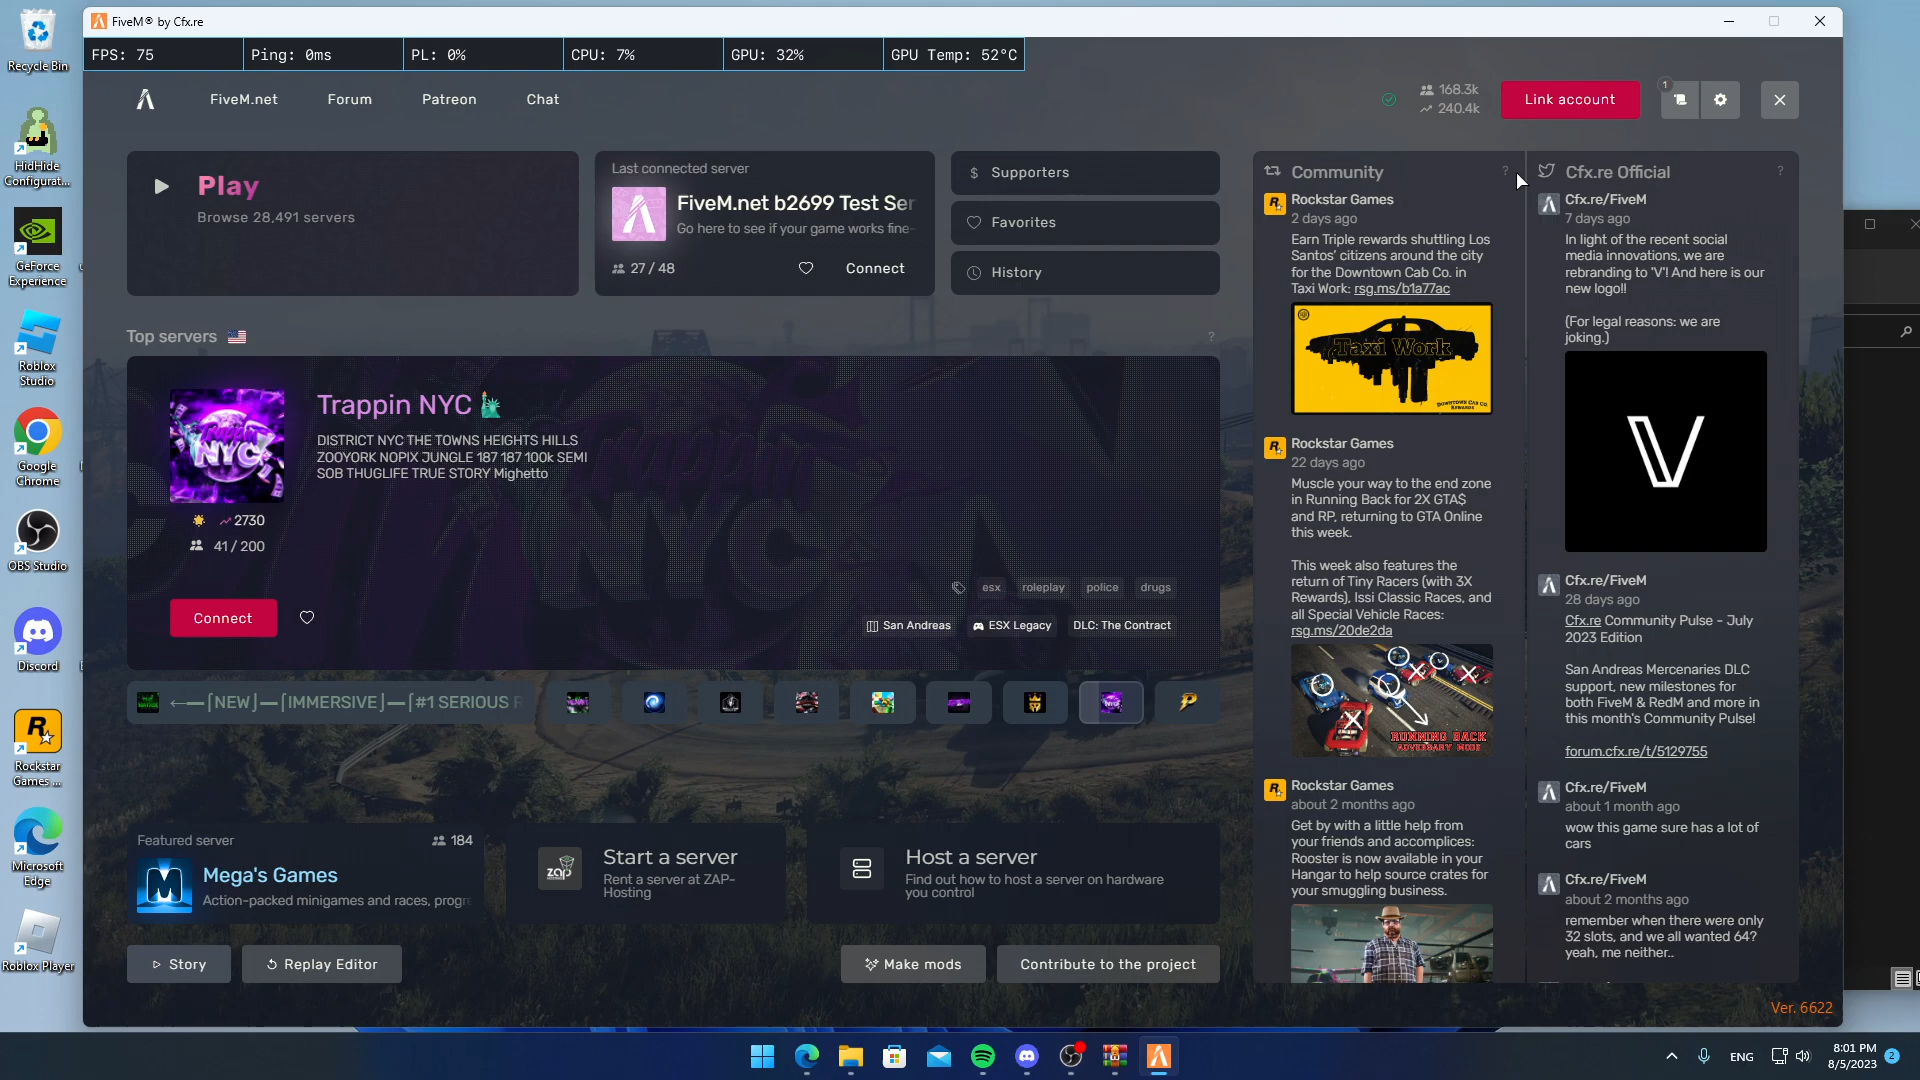 Recycle Bin
HidHide
Configurat...
GeForce
Experience
Roblox
Studio
Google
Chrome
OBS Studio
Discord
Rockstar
Games ...
Microsoft
Edge
Roblox Player
FiveM® by Cfx.re
FPS: 75
Ping: 0ms
PL: 0%
CPU: 7%
GPU: 32%
GPU Temp: 52°C
FiveM.net
Forum
Patreon
Chat
168.3k
240.4k
Link account
1
Play
Browse 28,491 servers
Last connected server
FiveM.net b2699 Test Ser
Go here to see if your game works fine-
27 / 48
Connect
$ Supporters
Favorites
History
Top servers
?
Trappin NYC
DISTRICT NYC THE TOWNS HEIGHTS HILLS
ZOOYORK NOPIX JUNGLE 187 187 100k SEMI
SOB THUGLIFE TRUE STORY Mighetto
2730
41 / 200
Connect
esx
roleplay
police
drugs
San Andreas
ESX Legacy
DLC: The Contract
←—⌈NEW⌋—⌈IMMERSIVE⌋—⌈#1 SERIOUS R
Featured server
184
Mega's Games
Action-packed minigames and races, progre
zap
Start a server
Rent a server at ZAP-
Hosting
Host a server
Find out how to host a server on hardware
you control
Story
Replay Editor
Make mods
Contribute to the project
Community
?
Rockstar Games
2 days ago
Earn Triple rewards shuttling Los
Santos' citizens around the city
for the Downtown Cab Co. in
Taxi Work: rsg.ms/b1a77ac
Taxi Work
DOWNTOWN CAB CO.
REWARDS
Rockstar Games
22 days ago
Muscle your way to the end zone
in Running Back for 2X GTA$
and RP, returning to GTA Online
this week.
This week also features the
return of Tiny Racers (with 3X
Rewards), Issi Classic Races, and
all Special Vehicle Races:
rsg.ms/20de2da
RUNNING BACK
ADVERSARY MODE
Rockstar Games
about 2 months ago
Get by with a little help from
your friends and accomplices:
Rooster is now available in your
Hangar to help source crates for
your smuggling business.
Cfx.re Official
?
Cfx.re/FiveM
7 days ago
In light of the recent social
media innovations, we are
rebranding to 'V'! And here is our
new logo!!
(For legal reasons: we are
joking.)
V
Cfx.re/FiveM
28 days ago
Cfx.re Community Pulse - July
2023 Edition
San Andreas Mercenaries DLC
support, new milestones for
both FiveM & RedM and more in
this month's Community Pulse!
forum.cfx.re/t/5129755
Cfx.re/FiveM
about 1 month ago
wow this game sure has a lot of
cars
Cfx.re/FiveM
about 2 months ago
remember when there were only
32 slots, and we all wanted 64?
yeah, me neither..
Ver. 6622
ENG
8:01 PM
8/5/2023
2